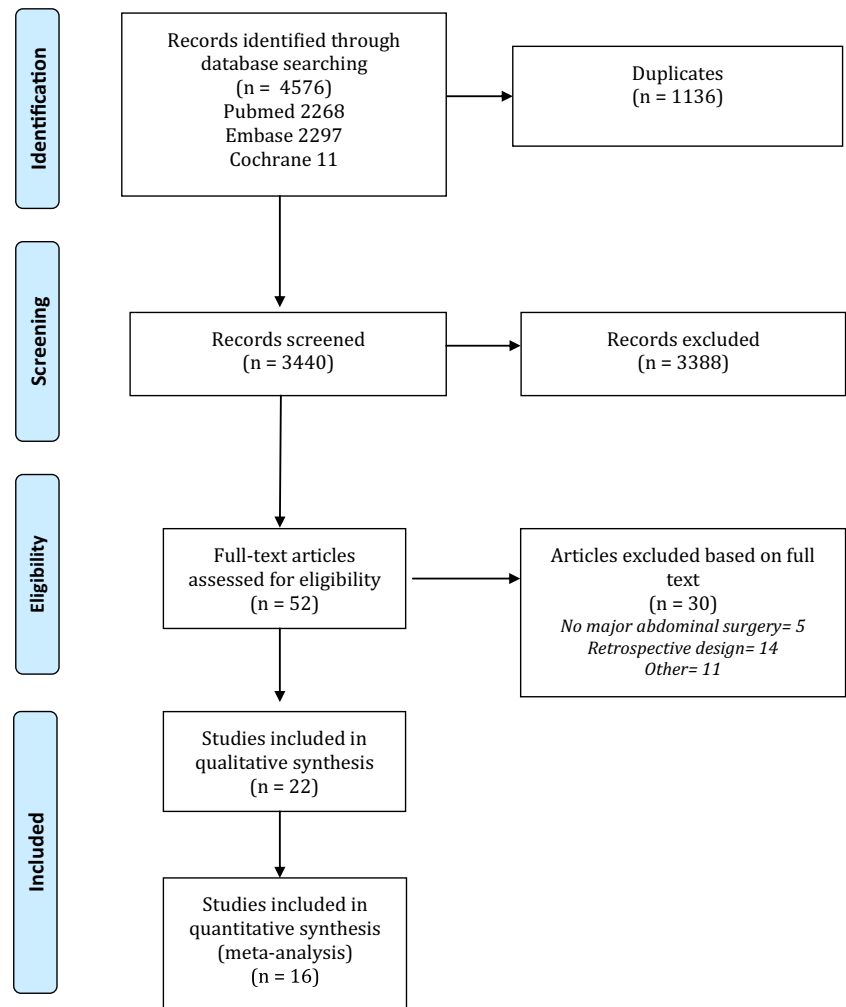 Identification
Records identified through
database searching
(n =  4576)
Pubmed 2268
Embase 2297
Cochrane 11
Duplicates
(n = 1136)
Screening
Records screened
(n = 3440)
Records excluded
(n = 3388)
Eligibility
Full-text articles
assessed for eligibility
(n = 52)
Articles excluded based on full
text
(n = 30)
No major abdominal surgery= 5
Retrospective design= 14
Other= 11
Included
Studies included in
qualitative synthesis
(n = 22)
Studies included in
quantitative synthesis
(meta-analysis)
(n = 16)